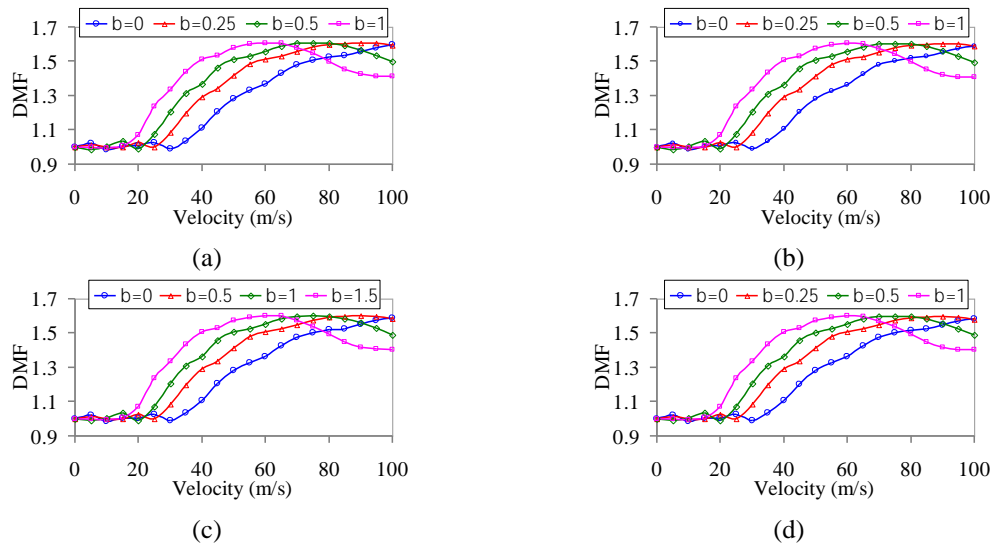 b=0 b=0.25 b=0.5 b=1
1.7
1.5
1.3
1.1
0.9
DMF
0 20 40 60 80 100
Velocity (m/s)
(a)
b=0 b=0.25 b=0.5 b=1
1.7
1.5
1.3
1.1
0.9
DMF
0 20 40 60 80 100
Velocity (m/s)
(b)
b=0 b=0.5 b=1 b=1.5
1.7
1.5
1.3
1.1
0.9
DMF
0 20 40 60 80 100
Velocity (m/s)
(c)
b=0 b=0.25 b=0.5 b=1
1.7
1.5
1.3
1.1
0.9
DMF
0 20 40 60 80 100
Velocity (m/s)
(d)